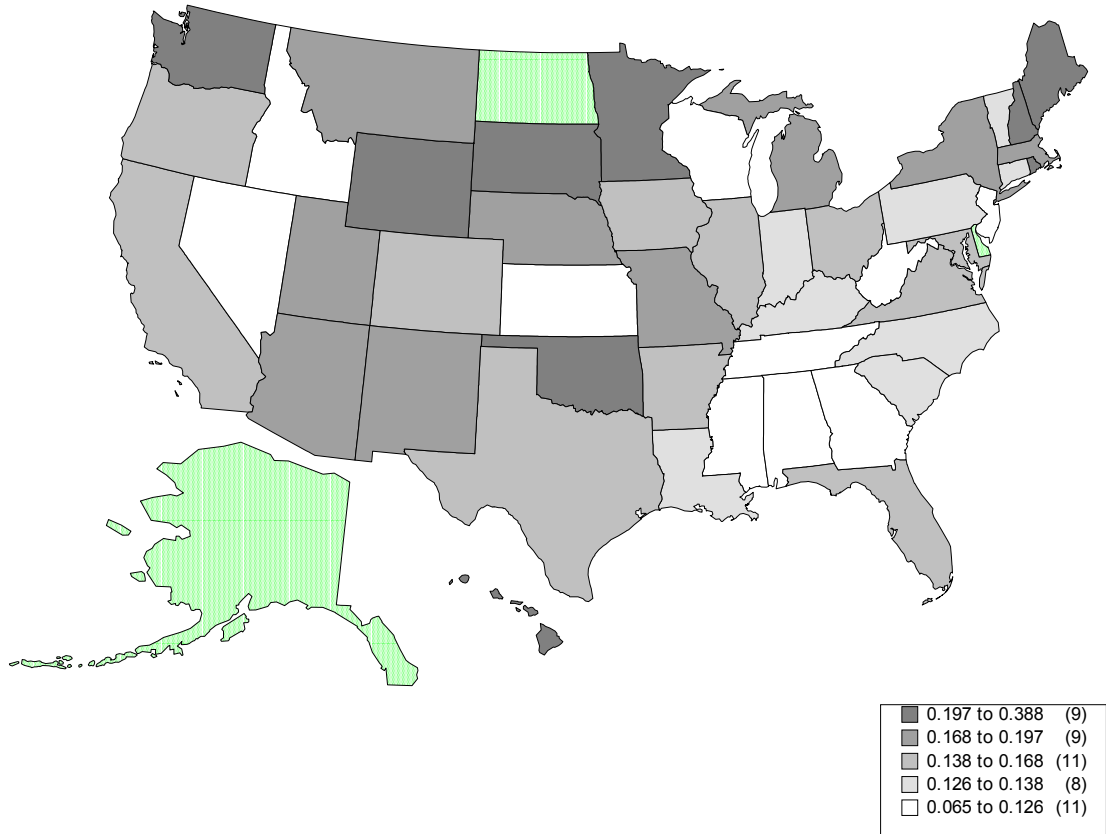 0.197 to 0.388 (9)
0.168 to 0.197 (9)
0.138 to 0.168 (11)
0.126 to 0.138 (8)
0.065 to 0.126 (11)